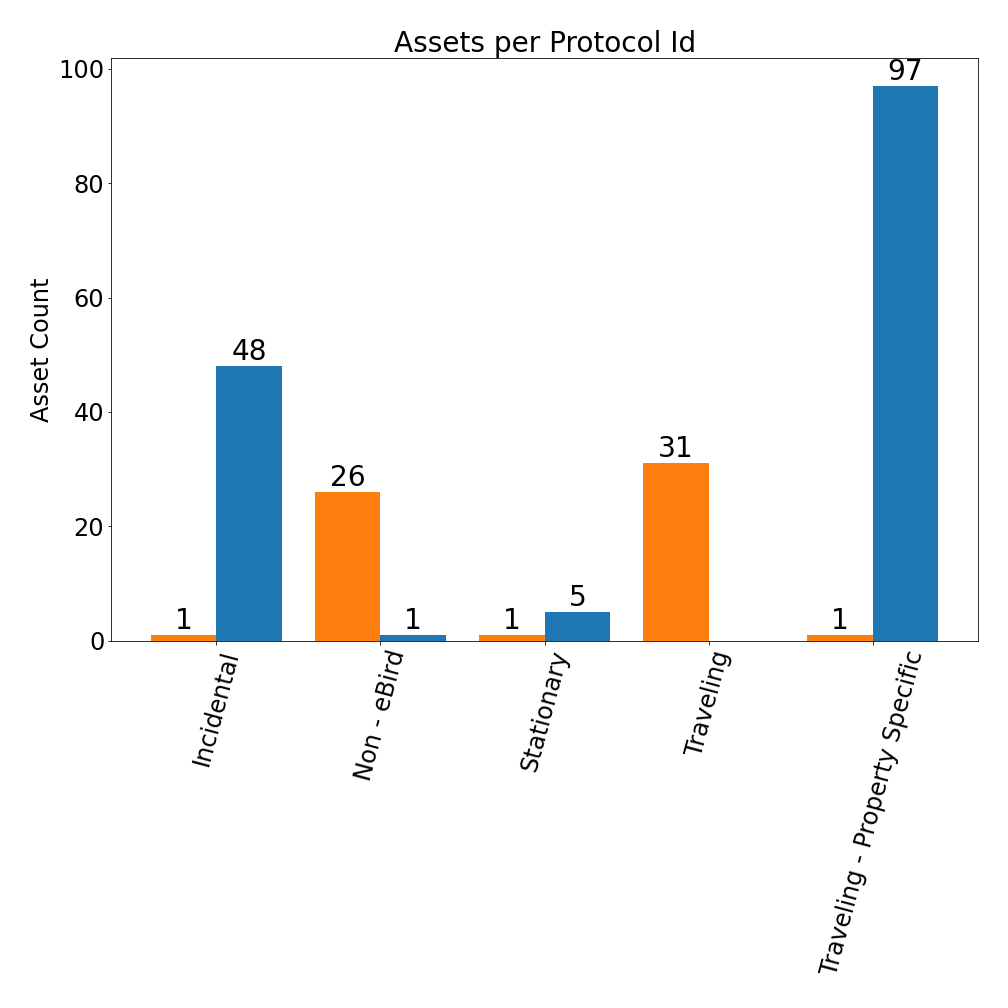 Assets per Protocol Id
Asset Count
100
80
60
40
20
0
1
48
26
1
1
5
31
1
97
Incidental
Non - eBird
Stationary
Traveling
Traveling - Property Specific